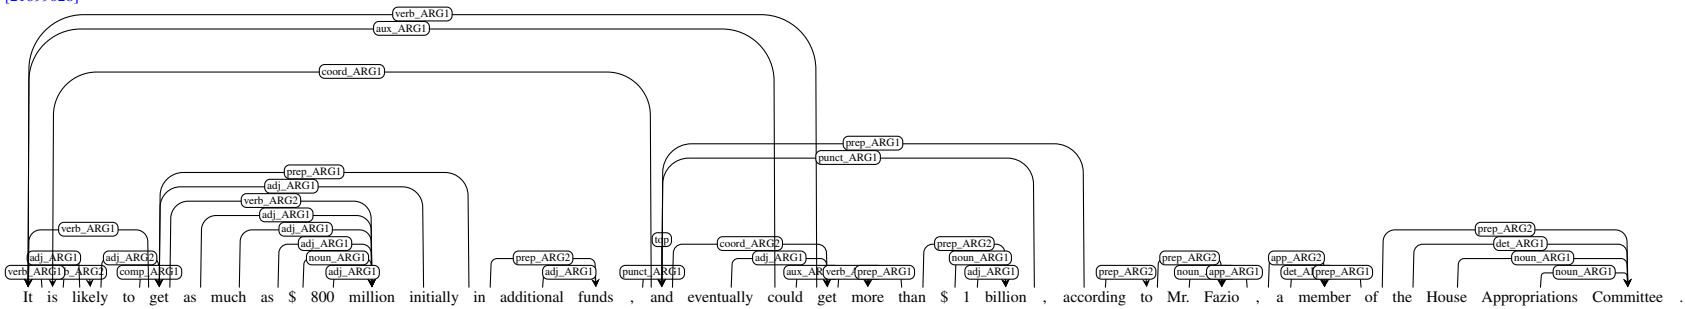 verb_ARG1
aux_ARG1
coord_ARG1
prep_ARG1
punct_ARG1
prep_ARG1
adj_ARG1
verb_ARG2
adj_ARG1
verb_ARG1 adj_ARG1 prep_ARG2
top coord_ARG2 prep_ARG2 det_ARG1
adj_ARG1
adj_ARG1 adj_ARG2 noun_ARG1 prep_ARG2 adj_ARG1 noun_ARG1 prep_ARG2 app_ARG2 noun_ARG1
verb_ARG1 comp_ARG1 adj_ARG1 adj_ARG1 punct_ARG1 prep_ARG1 adj_ARG1 prep_ARG2 app_ARG1 prep_ARG1 noun_ARG1
It is likely to get as much as $ 800 million initially in additional funds , and eventually could get more than $ 1 billion , according to Mr. Fazio , a member of the House Appropriations Committee .